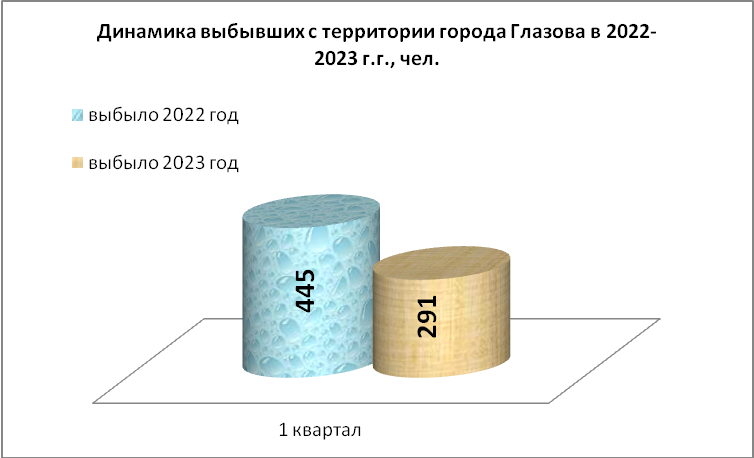 Динамика выбывших с территории города Глазова в 2022-
2023 г.г., чел.
выбыло 2022 год
выбыло 2023 год
445
291
1 квартал